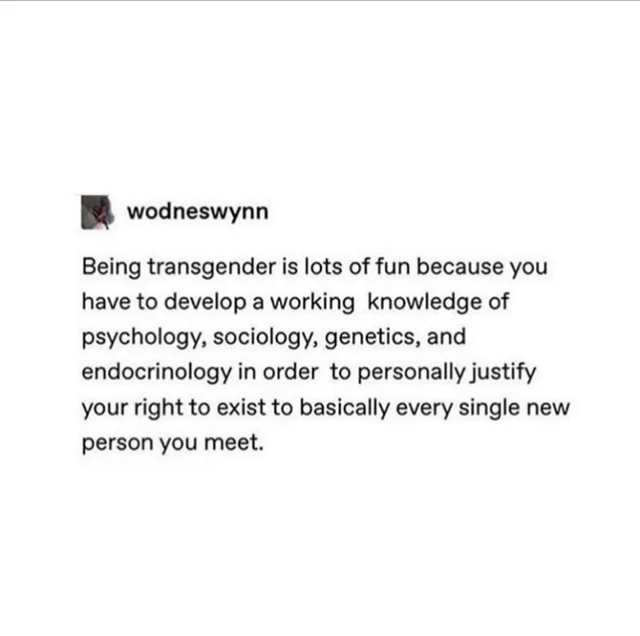 wodneswynn
Being transgender is lots of fun because you
have to develop a working knowledge of
psychology, sociology, genetics, and
endocrinology in order to personally justify
your right to exist to basically every single new
person you meet.